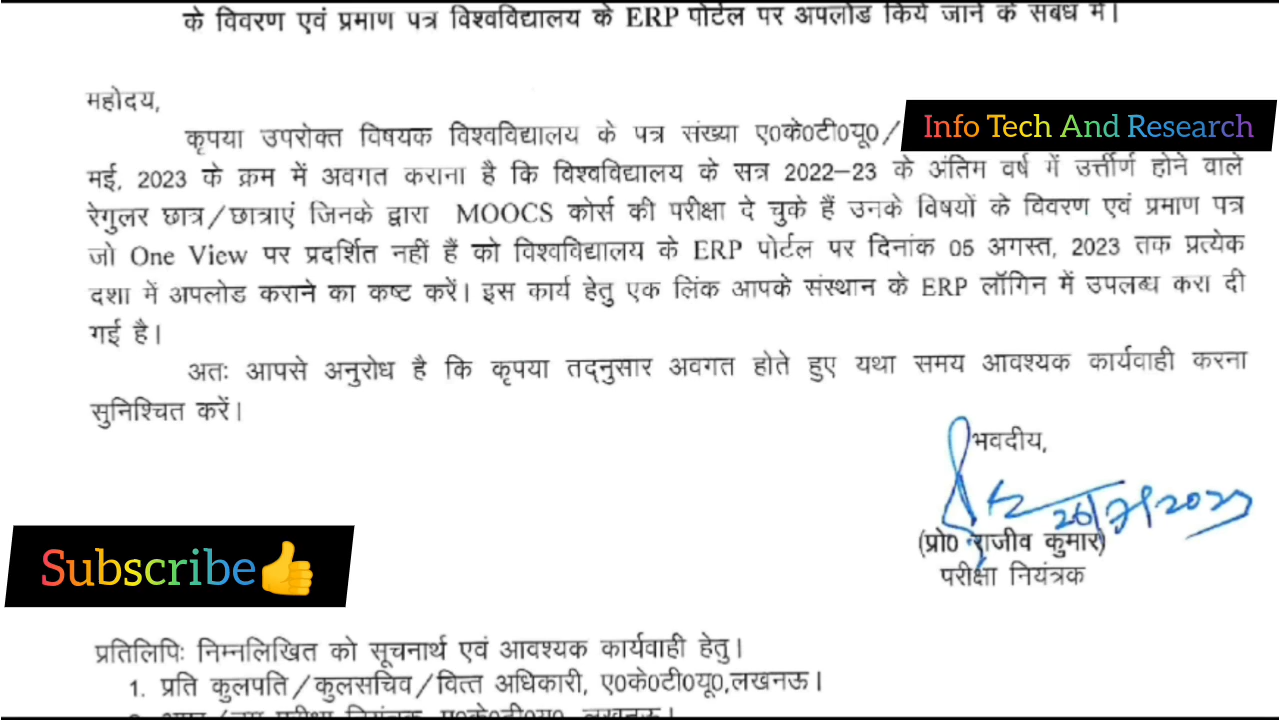 के विवरण एवं प्रमाण पत्र विश्वविद्यालय के ERP पोर्टल पर अपलोड किये जाने के संबंध में।
महोदय,
कृपया उपरोक्त विषयक विश्वविद्यालय के पत्र संख्या ए0के0टी0यू0/
Info Tech And Research
मई, 2023 के क्रम में अवगत कराना है कि विश्वविद्यालय के सत्र 2022–23 के अंतिम वर्ष में उर्त्तीर्ण होने वाले
रेगुलर छात्र/छात्राएं जिनके द्वारा MOOCS कोर्स की परीक्षा दे चुके हैं उनके विषयों के विवरण एवं प्रमाण पत्र
जो One View पर प्रदर्शित नहीं हैं को विश्वविद्यालय के ERP पोर्टल पर दिनांक 05 अगस्त, 2023 तक प्रत्येक
दशा में अपलोड कराने का कष्ट करें। इस कार्य हेतु एक लिंक आपके संस्थान के ERP लॉगिन में उपलब्ध करा दी
गई है।
अतः आपसे अनुरोध है कि कृपया तद्नुसार अवगत होते हुए यथा समय आवश्यक कार्यवाही करना
सुनिश्चित करें।
भवदीय,
26/7/2023
(प्रो0 राजीव कुमार)
परीक्षा नियंत्रक
Subscribe
प्रतिलिपिः निम्नलिखित को सूचनार्थ एवं आवश्यक कार्यवाही हेतु।
1. प्रति कुलपति/कुलसचिव/वित्त अधिकारी, ए0के0टी0यू0,लखनऊ।